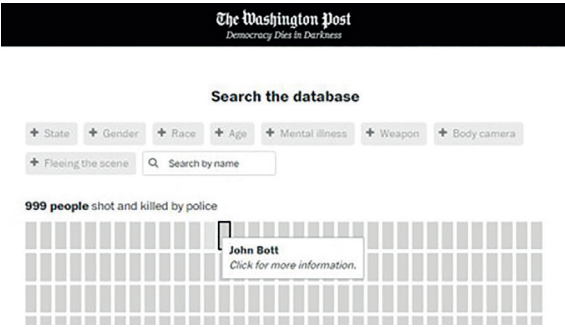 The Washington Post
Democracy Dies in Darkness
Search the database
+ State + Gender + Race + Age + Mental illness + Weapon + Body camera
+ Fleeing the scene Search by name
999 people shot and killed by police
John Bott
Click for more information.